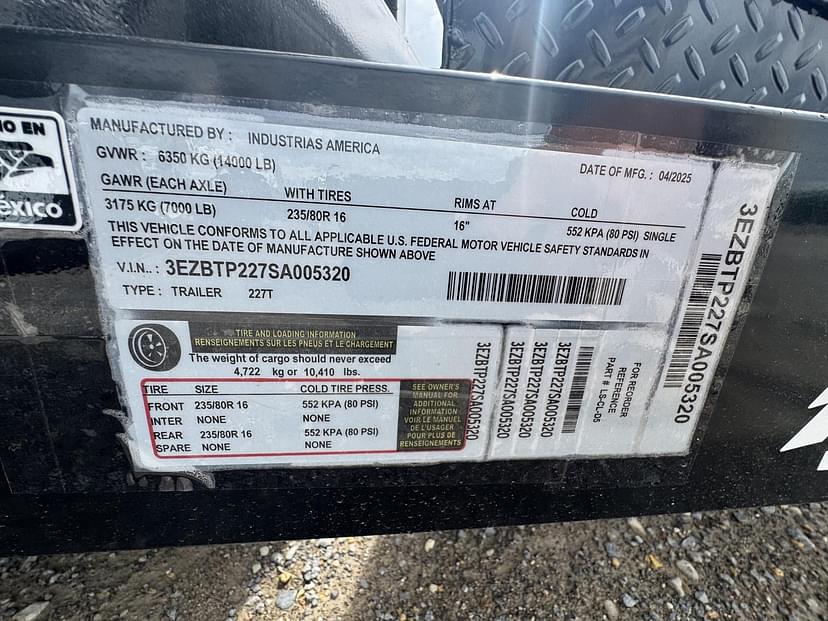 HO EN
éxico
MANUFACTURED BY : INDUSTRIAS AMERICA
GVWR : 6350 KG (14000 LB)
DATE OF MFG. : 04/2025
GAWR (EACH AXLE) WITH TIRES RIMS AT COLD
3175 KG (7000 LB) 235/80R 16 16" 552 KPA (80 PSI) SINGLE
THIS VEHICLE CONFORMS TO ALL APPLICABLE U.S. FEDERAL MOTOR VEHICLE SAFETY STANDARDS IN
EFFECT ON THE DATE OF MANUFACTURE SHOWN ABOVE
V.I.N.. : 3EZBTP227SA005320
TYPE : TRAILER 227T
TIRE AND LOADING INFORMATION
RENSEIGNEMENTS SUR LES PNEUS ET LE CHARGEMENT
The weight of cargo should never exceed
4,722 kg or 10,410 lbs.
TIRE SIZE COLD TIRE PRESS.
FRONT 235/80R 16 552 KPA (80 PSI)
INTER NONE NONE
REAR 235/80R 16 552 KPA (80 PSI)
SPARE NONE NONE
SEE OWNER'S
MANUAL FOR
ADDITIONAL
INFORMATION
VOIR LE MANUEL
DE L'USAGER
POUR PLUS DE
RENSEIGNEMENTS
3EZBTP227SA005320
3EZBTP227SA005320
3EZBTP227SA005320
3EZBTP227SA005320
FOR REORDER
REFERENCE
PART # LS-CL-D5
3EZBTP227SA005320